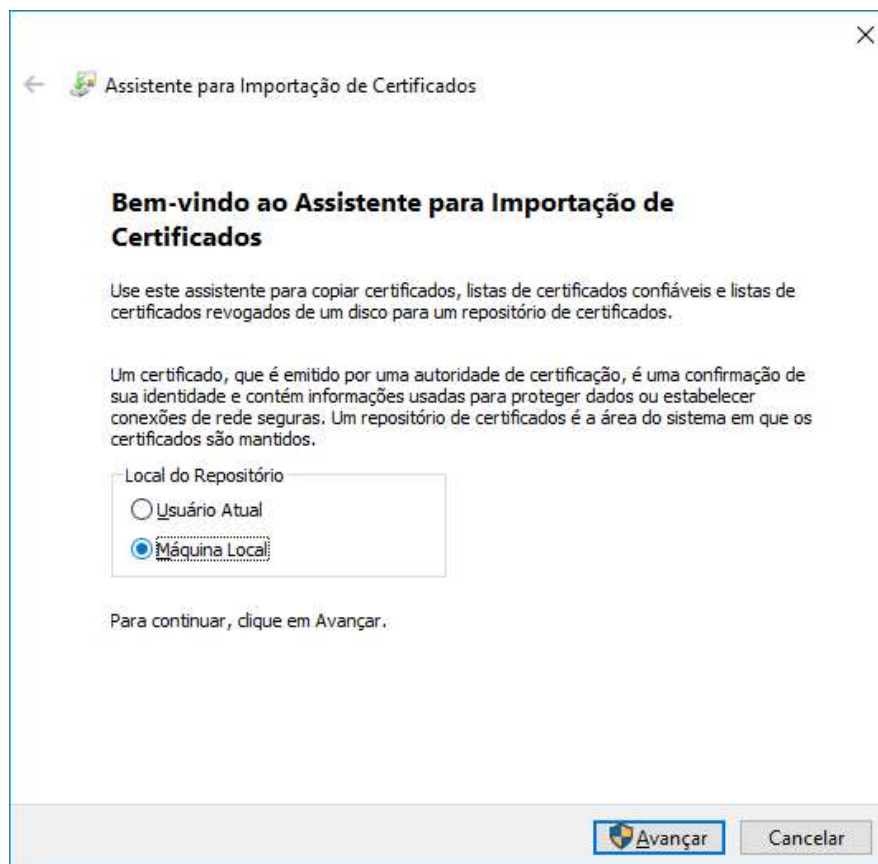 Assistente para Importação de Certificados
Bem-vindo ao Assistente para Importação de
Certificados
Use este assistente para copiar certificados, listas de certificados confiáveis e listas de
certificados revogados de um disco para um repositório de certificados.
Um certificado, que é emitido por uma autoridade de certificação, é uma confirmação de
sua identidade e contém informações usadas para proteger dados ou estabelecer
conexões de rede seguras. Um repositório de certificados é a área do sistema em que os
certificados são mantidos.
Local do Repositório
Usuário Atual
Máquina Local
Para continuar, clique em Avançar.
Avançar
Cancelar